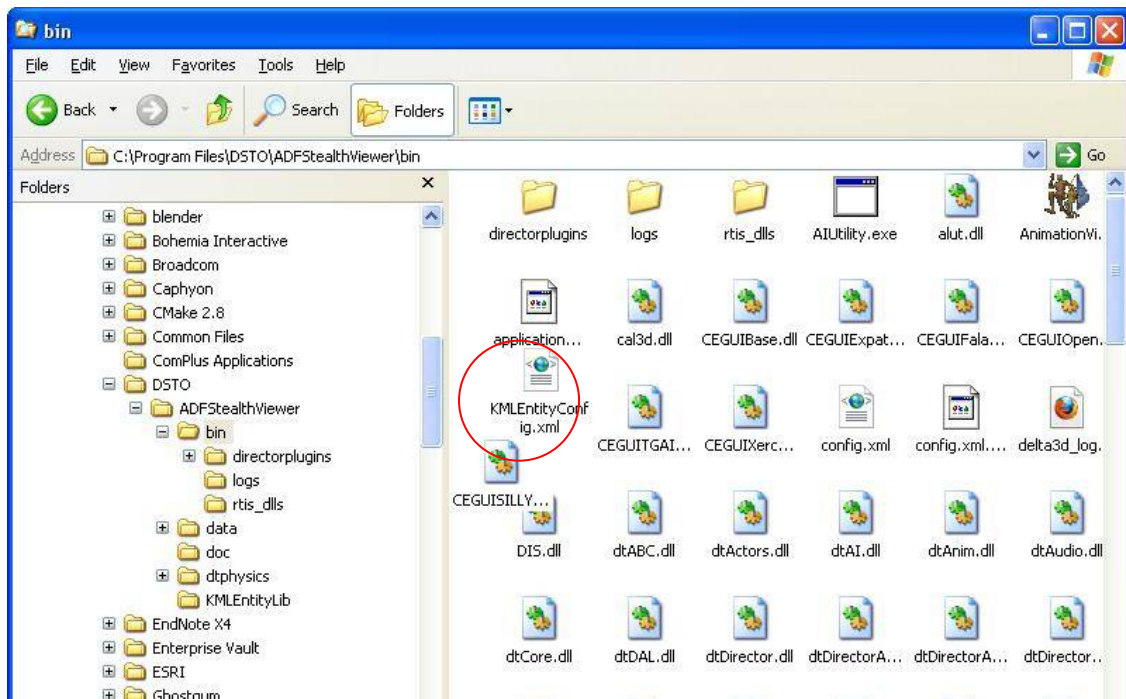 bin
File Edit View Favorites Tools Help
Back Search Folders
Address C:\Program Files\DSTO\ADFStealthViewer\bin Go
Folders
blender
Bohemia Interactive
Broadcom
Caphyon
CMake 2.8
Common Files
ComPlus Applications
DSTO
ADFStealthViewer
bin
directorplugins
logs
rtis_dlls
data
doc
dtphysics
KMLEntityLib
EndNote X4
Enterprise Vault
ESRI
Ghostgum
directorplugins logs rtis_dlls AIUtility.exe alut.dll AnimationVi.
application... cal3d.dll CEGUIBase.dll CEGUIExpat... CEGUIFala... CEGUIOpen.
KMLEntityConf
ig.xml
CEGUITGAI... CEGUIXerc... config.xml config.xml.... delta3d_log.
CEGUISILLY...
DIS.dll dtABC.dll dtActors.dll dtAI.dll dtAnim.dll dtAudio.dll
dtCore.dll dtDAL.dll dtDirector.dll dtDirectorA... dtDirectorA... dtDirector..